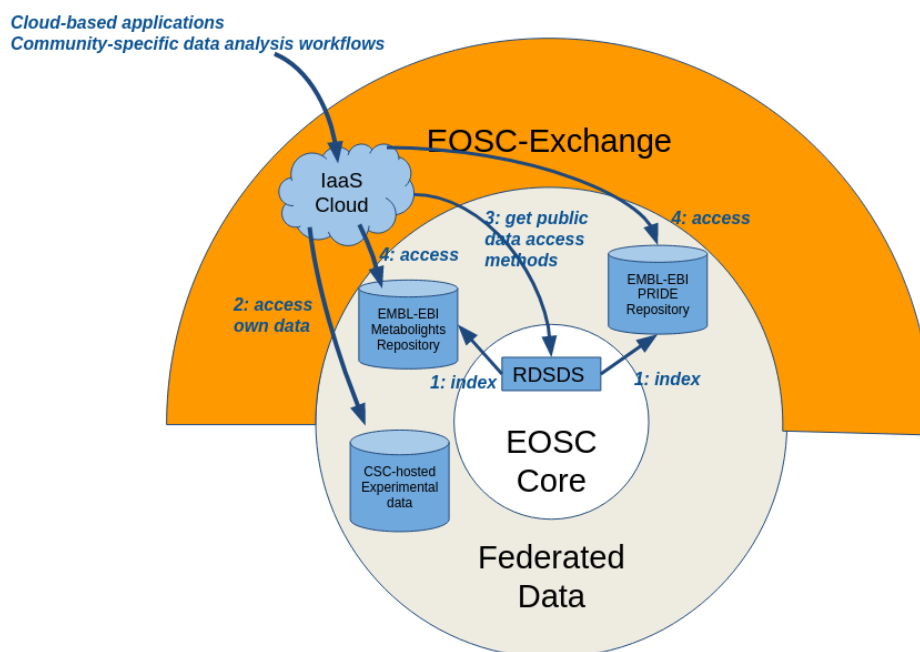 Cloud-based applications
Community-specific data analysis workflows
EOSC-Exchange
IaaS
Cloud
3: get public
data access
methods
4: access
4: access
EMBL-EBI
PRIDE
Repository
2: access
own data
EMBL-EBI
Metabolights
Repository
RDSDS
1: index
1: index
EOSC
Core
CSC-hosted
Experimental
data
Federated
Data